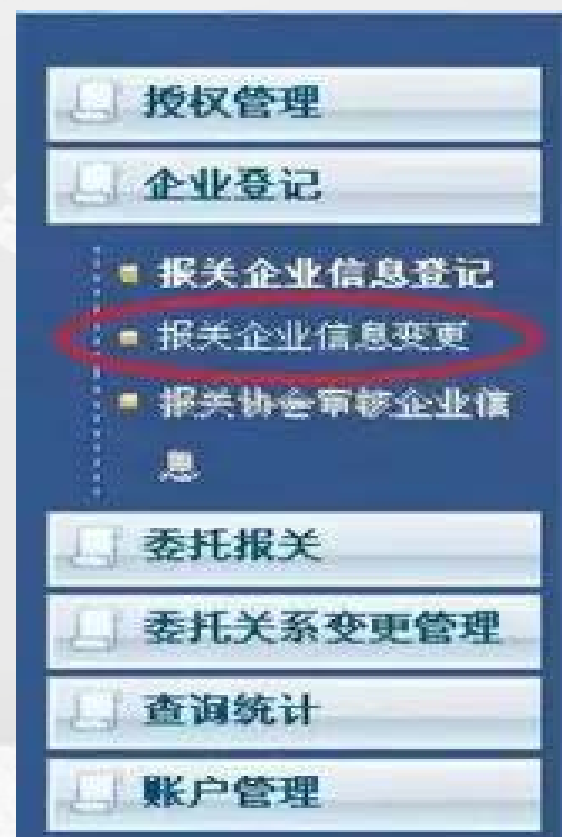 授权管理
企业登记
报关企业信息登记
报关企业信息变更
报关协会审核企业信
息
委托报关
委托关系变更管理
查询统计
账户管理